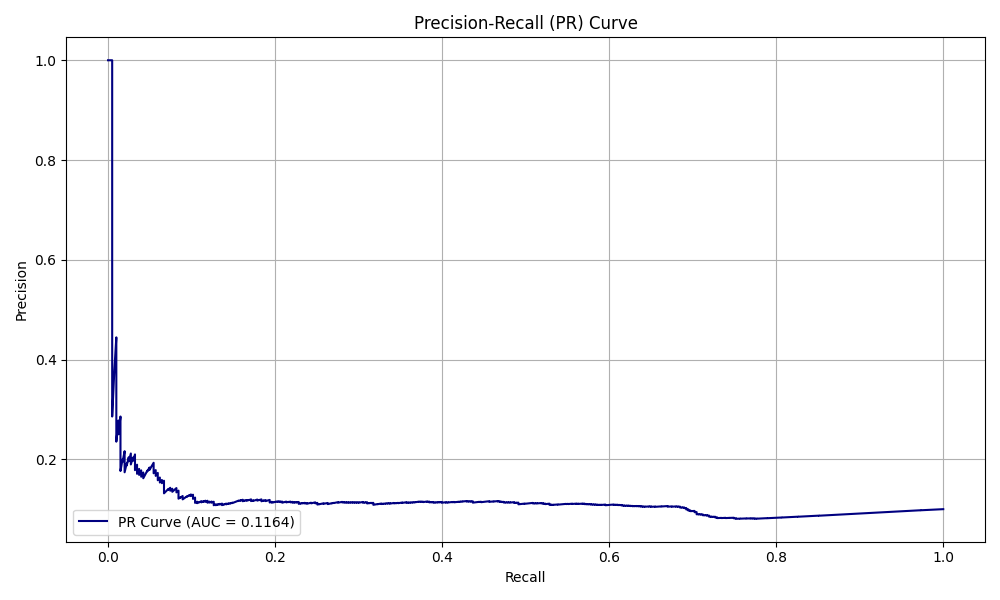 Precision-Recall (PR) Curve
Precision
1.0
0.8
0.6
0.4
0.2
PR Curve (AUC = 0.1164)
0.0 0.2 0.4 0.6 0.8 1.0
Recall